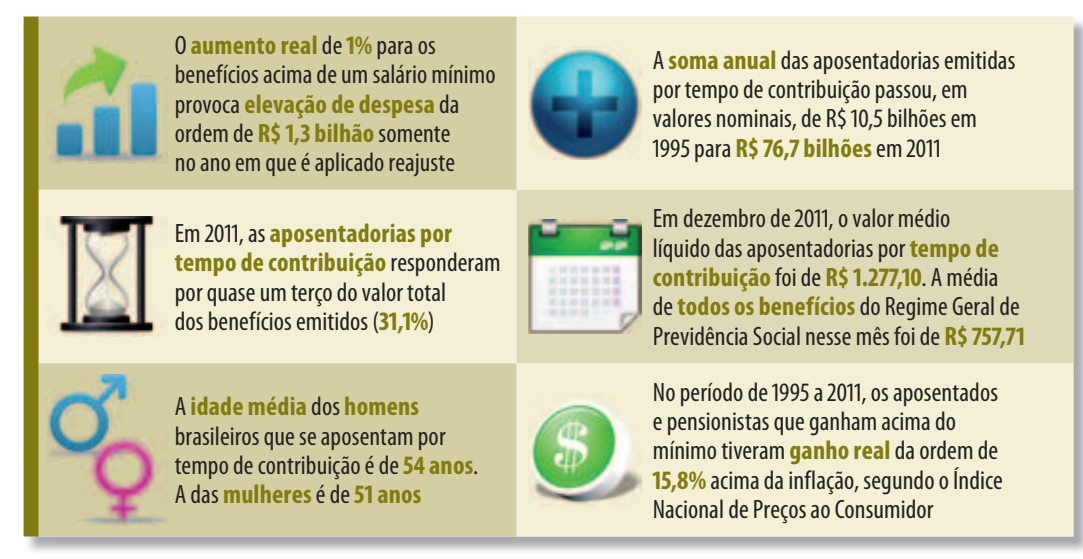 O aumento real de 1% para os
benefícios acima de um salário mínimo
provoca elevação de despesa da
ordem de R$ 1,3 bilhão somente
no ano em que é aplicado reajuste
A soma anual das aposentadorias emitidas
por tempo de contribuição passou, em
valores nominais, de R$ 10,5 bilhões em
1995 para R$ 76,7 bilhões em 2011
Em 2011, as aposentadorias por
tempo de contribuição responderam
por quase um terço do valor total
dos benefícios emitidos (31,1%)
Em dezembro de 2011, o valor médio
líquido das aposentadorias por tempo de
contribuição foi de R$ 1.277,10. A média
de todos os benefícios do Regime Geral de
Previdência Social nesse mês foi de R$ 757,71
A idade média dos homens
brasileiros que se aposentam por
tempo de contribuição é de 54 anos.
A das mulheres é de 51 anos
$
No período de 1995 a 2011, os aposentados
e pensionistas que ganham acima do
mínimo tiveram ganho real da ordem de
15,8% acima da inflação, segundo o Índice
Nacional de Preços ao Consumidor